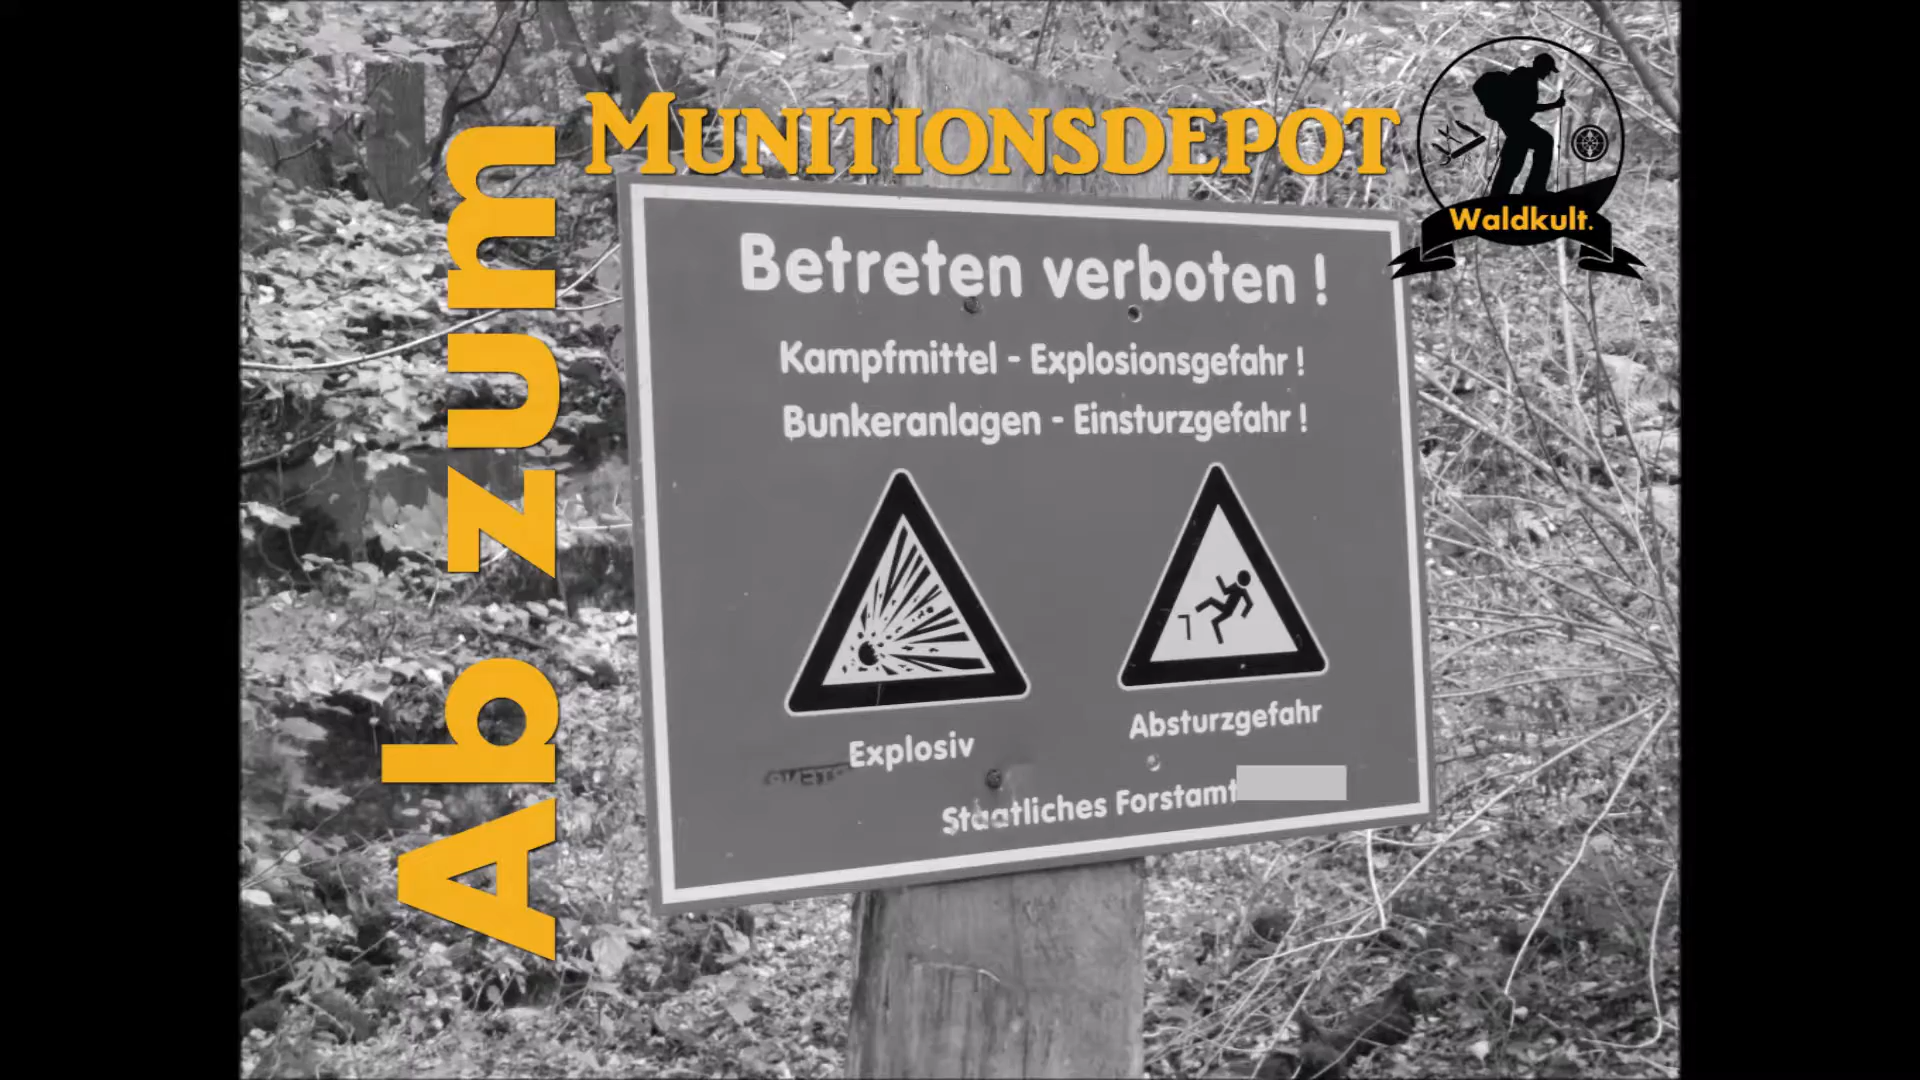 Ab zum
MUNITIONSDEPOT
Waldkult.
Betreten verboten !
Kampfmittel - Explosionsgefahr !
Bunkeranlagen - Einsturzgefahr !
Explosiv
Absturzgefahr
Staatliches Forstamt